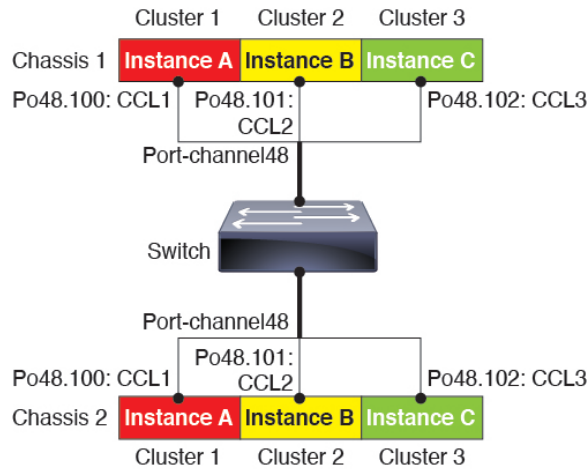 Cluster 1 Cluster 2 Cluster 3
Chassis 1 Instance A Instance B Instance C
Po48.100: CCL1 Po48.101: Po48.102: CCL3
CCL2
Port-channel48
Switch
Port-channel48
Po48.101:
Po48.100: CCL1 CCL2 Po48.102: CCL3
Chassis 2 Instance A Instance B Instance C
Cluster 1 Cluster 2 Cluster 3